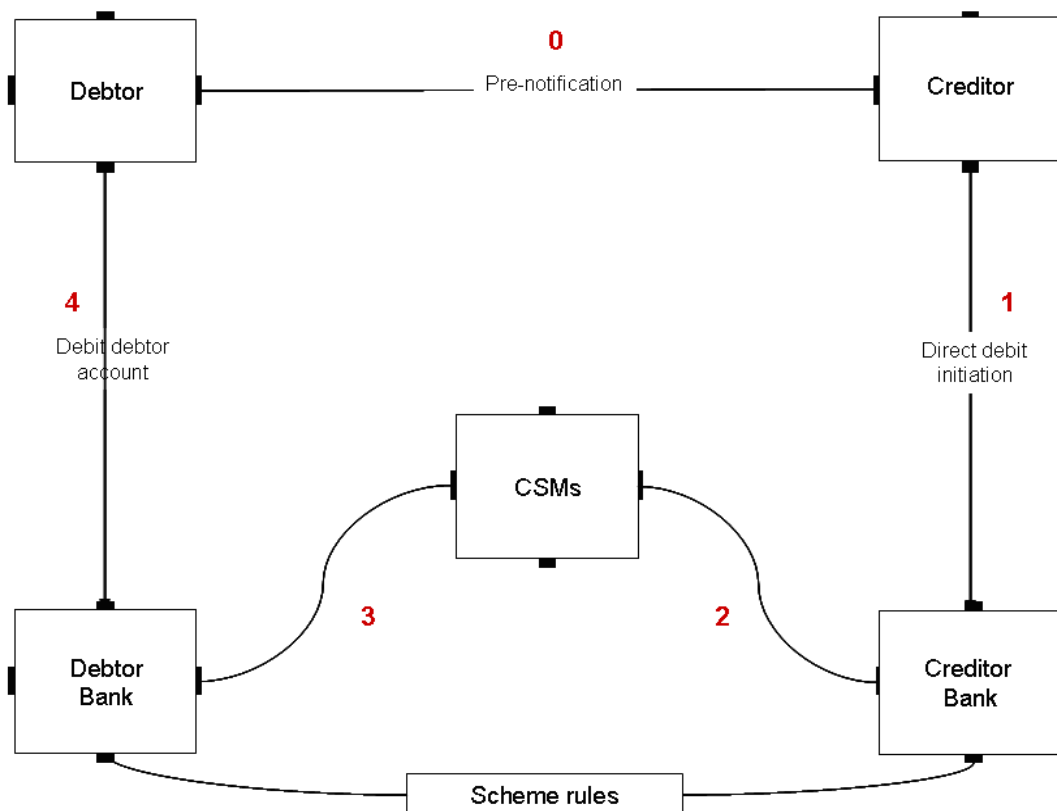 0
Debtor
Pre-notification
Creditor
4
1
Debit debtor
account
Direct debit
initiation
CSMs
3
2
Debtor
Bank
Creditor
Bank
Scheme rules